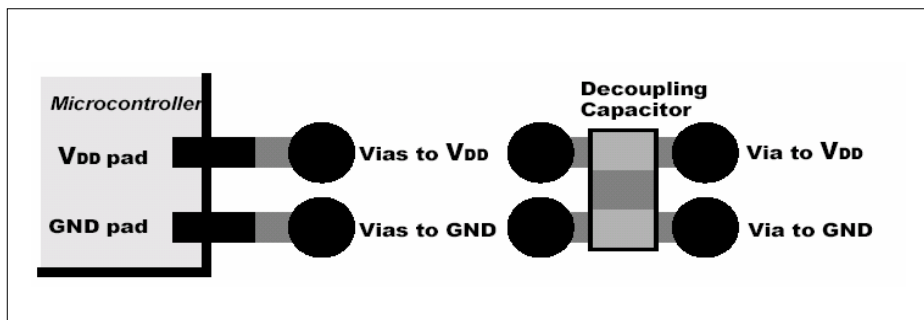 Microcontroller
VDD pad
GND pad
Vias to VDD
Vias to GND
Decoupling
Capacitor
Via to VDD
Via to GND